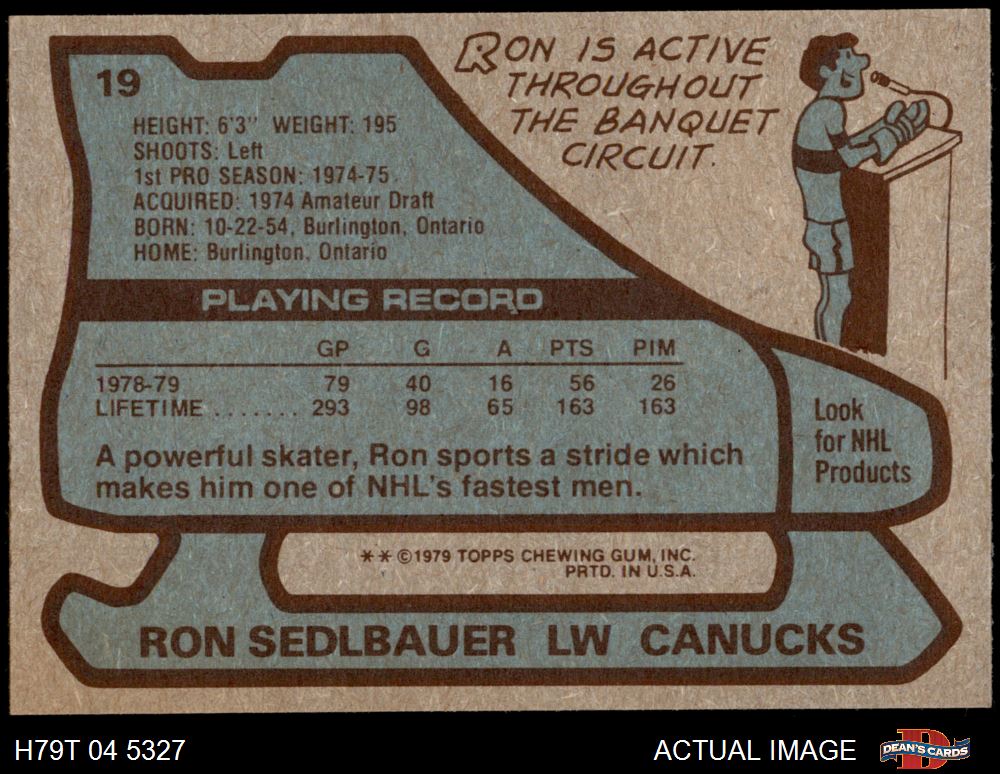 19
HEIGHT: 6'3" WEIGHT: 195
SHOOTS: Left
1st PRO SEASON: 1974-75
ACQUIRED: 1974 Amateur Draft
BORN: 10-22-54, Burlington, Ontario
HOME: Burlington, Ontario
RON IS ACTIVE
THROUGHOUT
THE BANQUET
CIRCUIT.
PLAYING RECORD
GP G A PTS PIM
1978-79 79 40 16 56 26
LIFETIME ....... 293 98 65 163 163
A powerful skater, Ron sports a stride which
makes him one of NHL's fastest men.
Look
for NHL
Products
** ©1979 TOPPS CHEWING GUM, INC.
PRTD. IN U.S.A.
RON SEDLBAUER LW CANUCKS
H79T 04 5327 ACTUAL IMAGE
DEAN'S CARDS